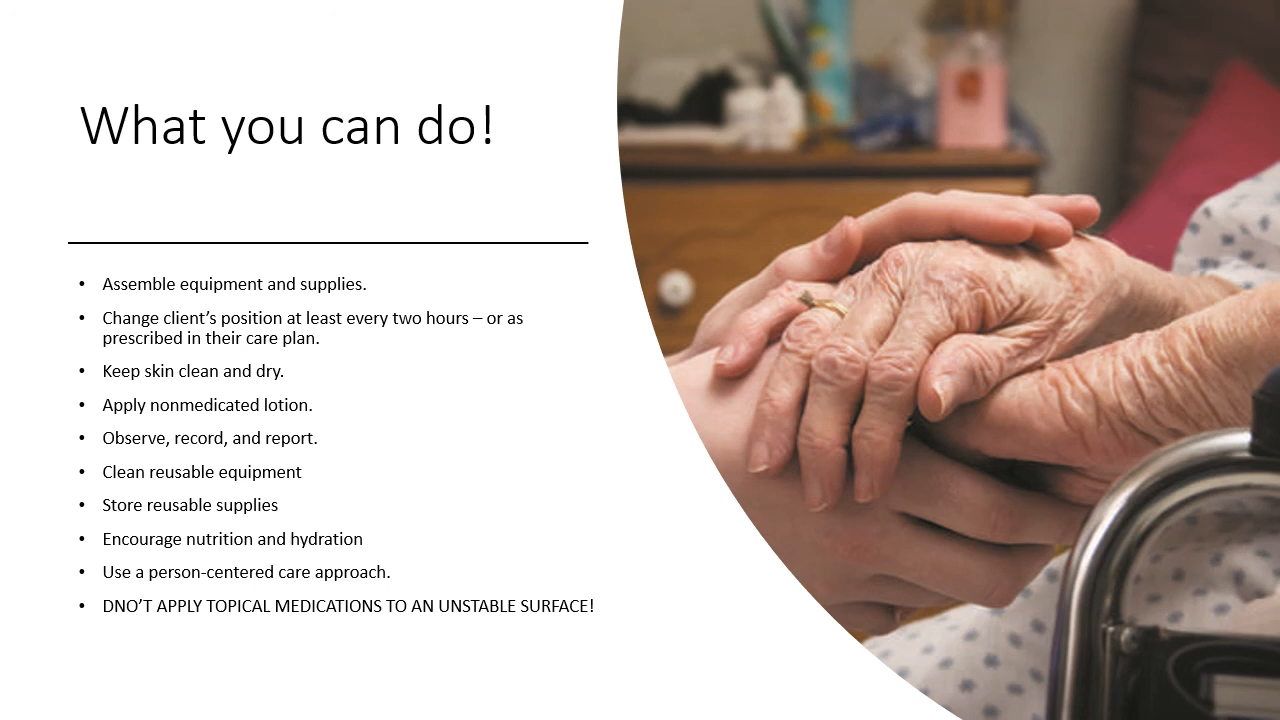 What you can do!
• Assemble equipment and supplies.
• Change client’s position at least every two hours – or as
prescribed in their care plan.
• Keep skin clean and dry.
• Apply nonmedicated lotion.
• Observe, record, and report.
• Clean reusable equipment
• Store reusable supplies
• Encourage nutrition and hydration
• Use a person-centered care approach.
• DNO’T APPLY TOPICAL MEDICATIONS TO AN UNSTABLE SURFACE!